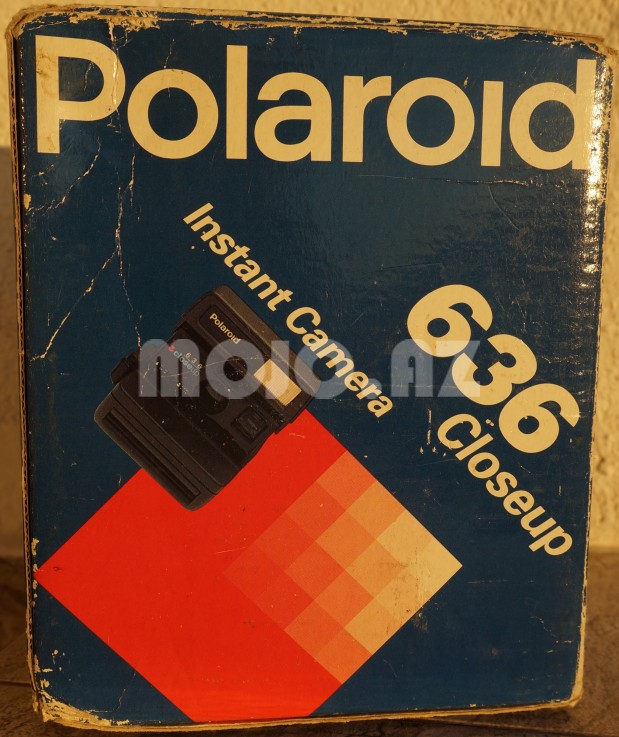 Polaroid
Instant Camera
636
Closeup
Polaroid
MOJO.AZ